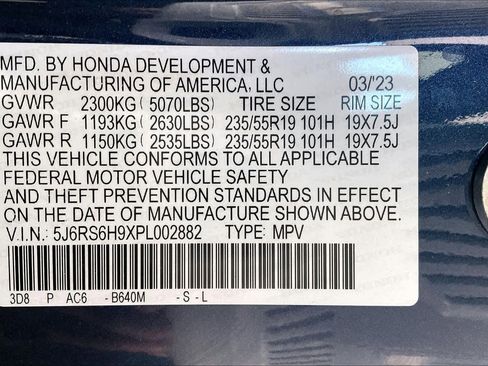 MFD. BY HONDA DEVELOPMENT &
MANUFACTURING OF AMERICA, LLC 03/'23
GVWR 2300KG(5070LBS) TIRE SIZE RIM SIZE
GAWR F 1193KG(2630LBS) 235/55R19 101H 19X7.5J
GAWR R 1150KG(2535LBS) 235/55R19 101H 19X7.5J
THIS VEHICLE CONFORMS TO ALL APPLICABLE
FEDERAL MOTOR VEHICLE SAFETY
AND THEFT PREVENTION STANDARDS IN EFFECT
ON THE DATE OF MANUFACTURE SHOWN ABOVE.
V.I.N.: 5J6RS6H9XPL002882 TYPE: MPV
3D8 P AC6 - B640M - S - L